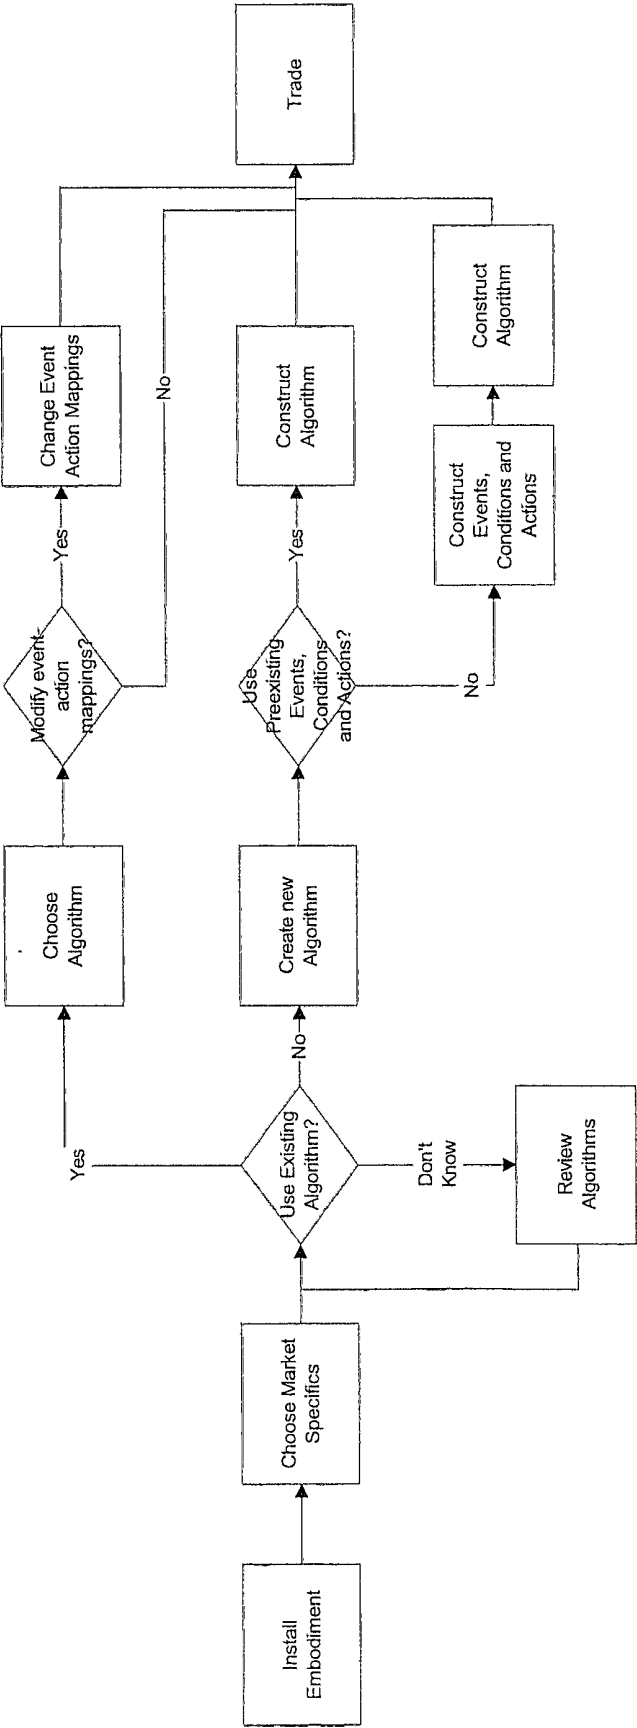 Install
Embodiment
Choose Market
Specifics
Use Existing
Algorithm?
Yes
No
Don't
Know
Review
Algorithms
Choose
Algorithm
Modify event-
action
mappings?
Yes
No
Change Event
Action Mappings
Create new
Algorithm
Use
Preexisting
Events,
Conditions
and Actions?
Yes
No
Construct
Algorithm
Construct
Events,
Conditions and
Actions
Construct
Algorithm
Trade